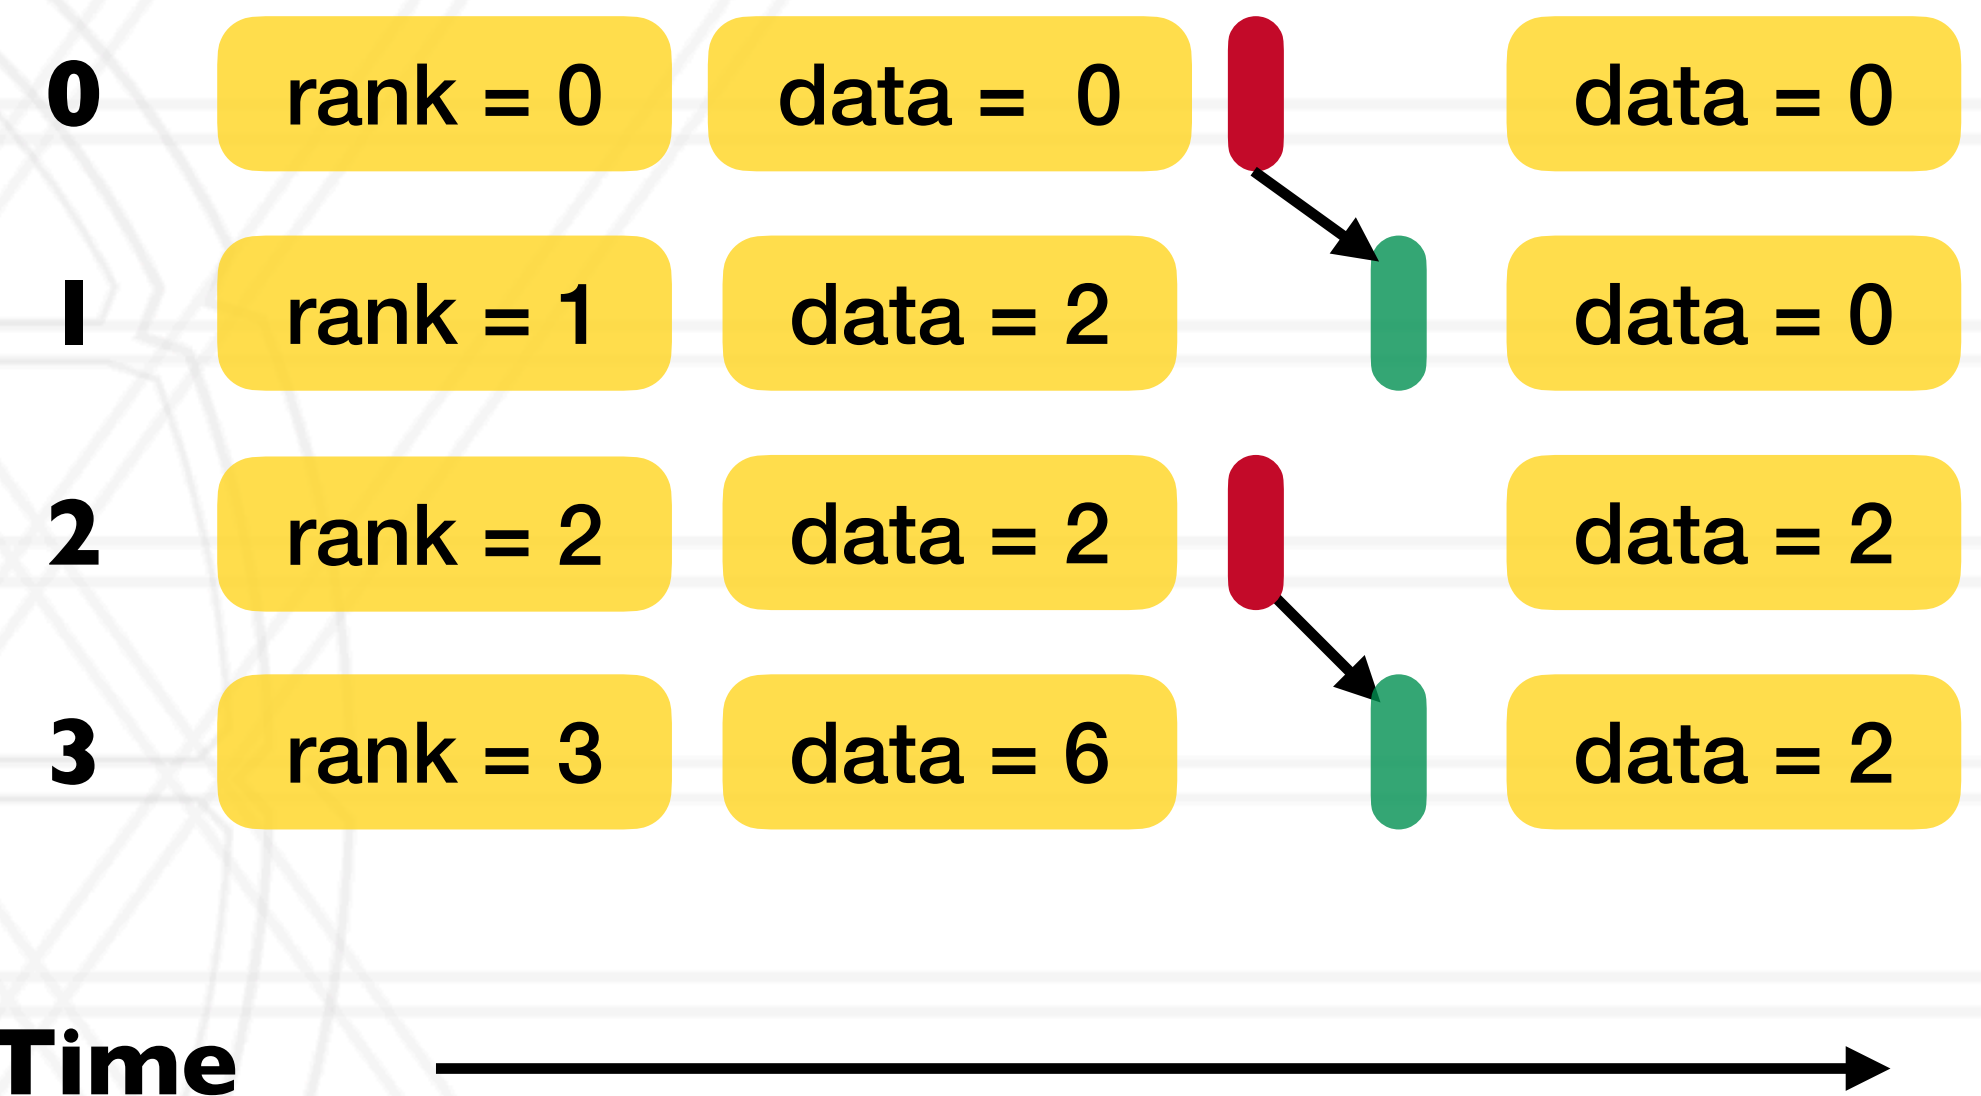 0 rank = 0 data = 0 data = 0
1 rank = 1 data = 2 data = 0
2 rank = 2 data = 2 data = 2
3 rank = 3 data = 6 data = 2
Time